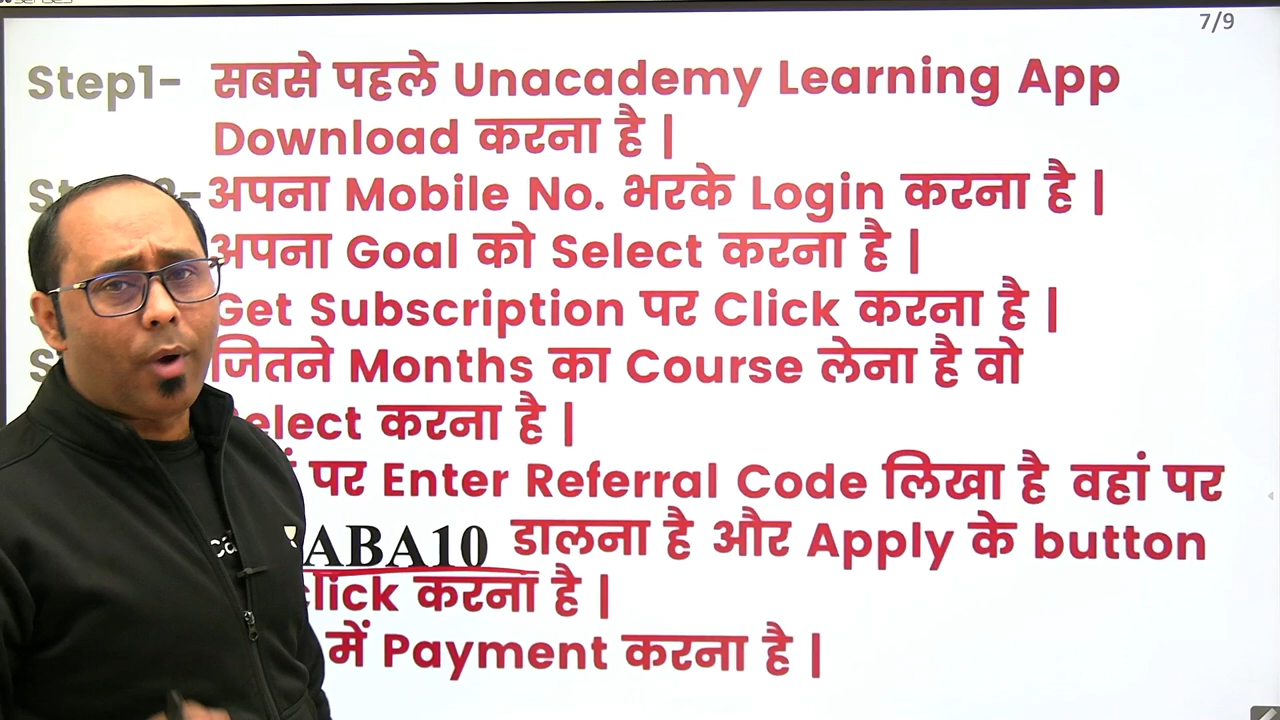 7/9
Step1- सबसे पहले Unacademy Learning App
Download करना है |
अपना Mobile No. भरके Login करना है |
अपना Goal को Select करना है |
Get Subscription पर Click करना है |
जितने Months का Course लेना है वो
Select करना है |
पर Enter Referral Code लिखा है वहां पर
ABA10 डालना है और Apply के button
click करना है |
में Payment करना है |